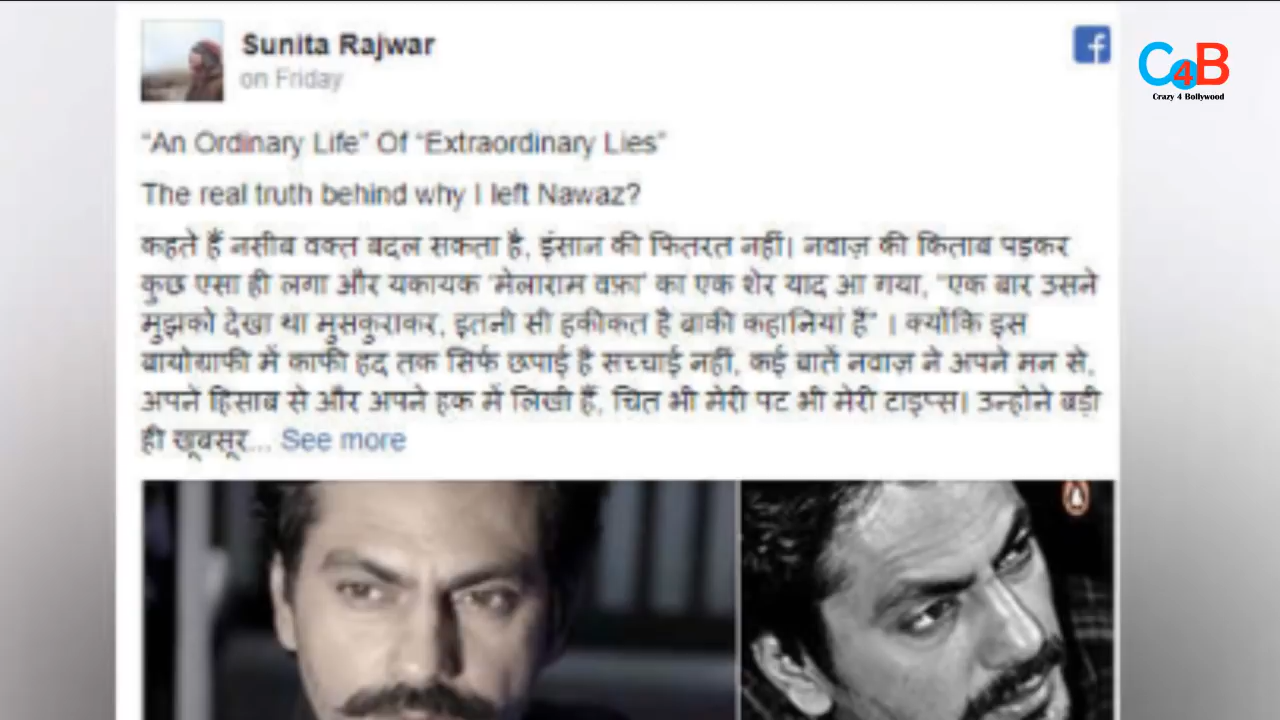 Sunita Rajwar
on Friday
C4B
Crazy 4 Bollywood
“An Ordinary Life” Of “Extraordinary Lies”
The real truth behind why I left Nawaz?
कहते हैं नसीब वक्त बदल सकता है, इंसान की फितरत नहीं। नवाज़ की किताब पड़कर
कुछ एसा ही लगा और यकायक 'मेलाराम वफ़ा' का एक शेर याद आ गया, "एक बार उसने
मुझको देखा था मुसकुराकर, इतनी सी हकीकत है बाकी कहानियां हैं" । क्योंकि इस
बायोग्राफी में काफी हद तक सिर्फ छपाई है सच्चाई नहीं, कई बातें नवाज़ ने अपने मन से,
अपने हिसाब से और अपने हक में लिखी हैं, चित भी मेरी पट भी मेरी टाइप्स। उन्होने बड़ी
ही खूबसूर... See more